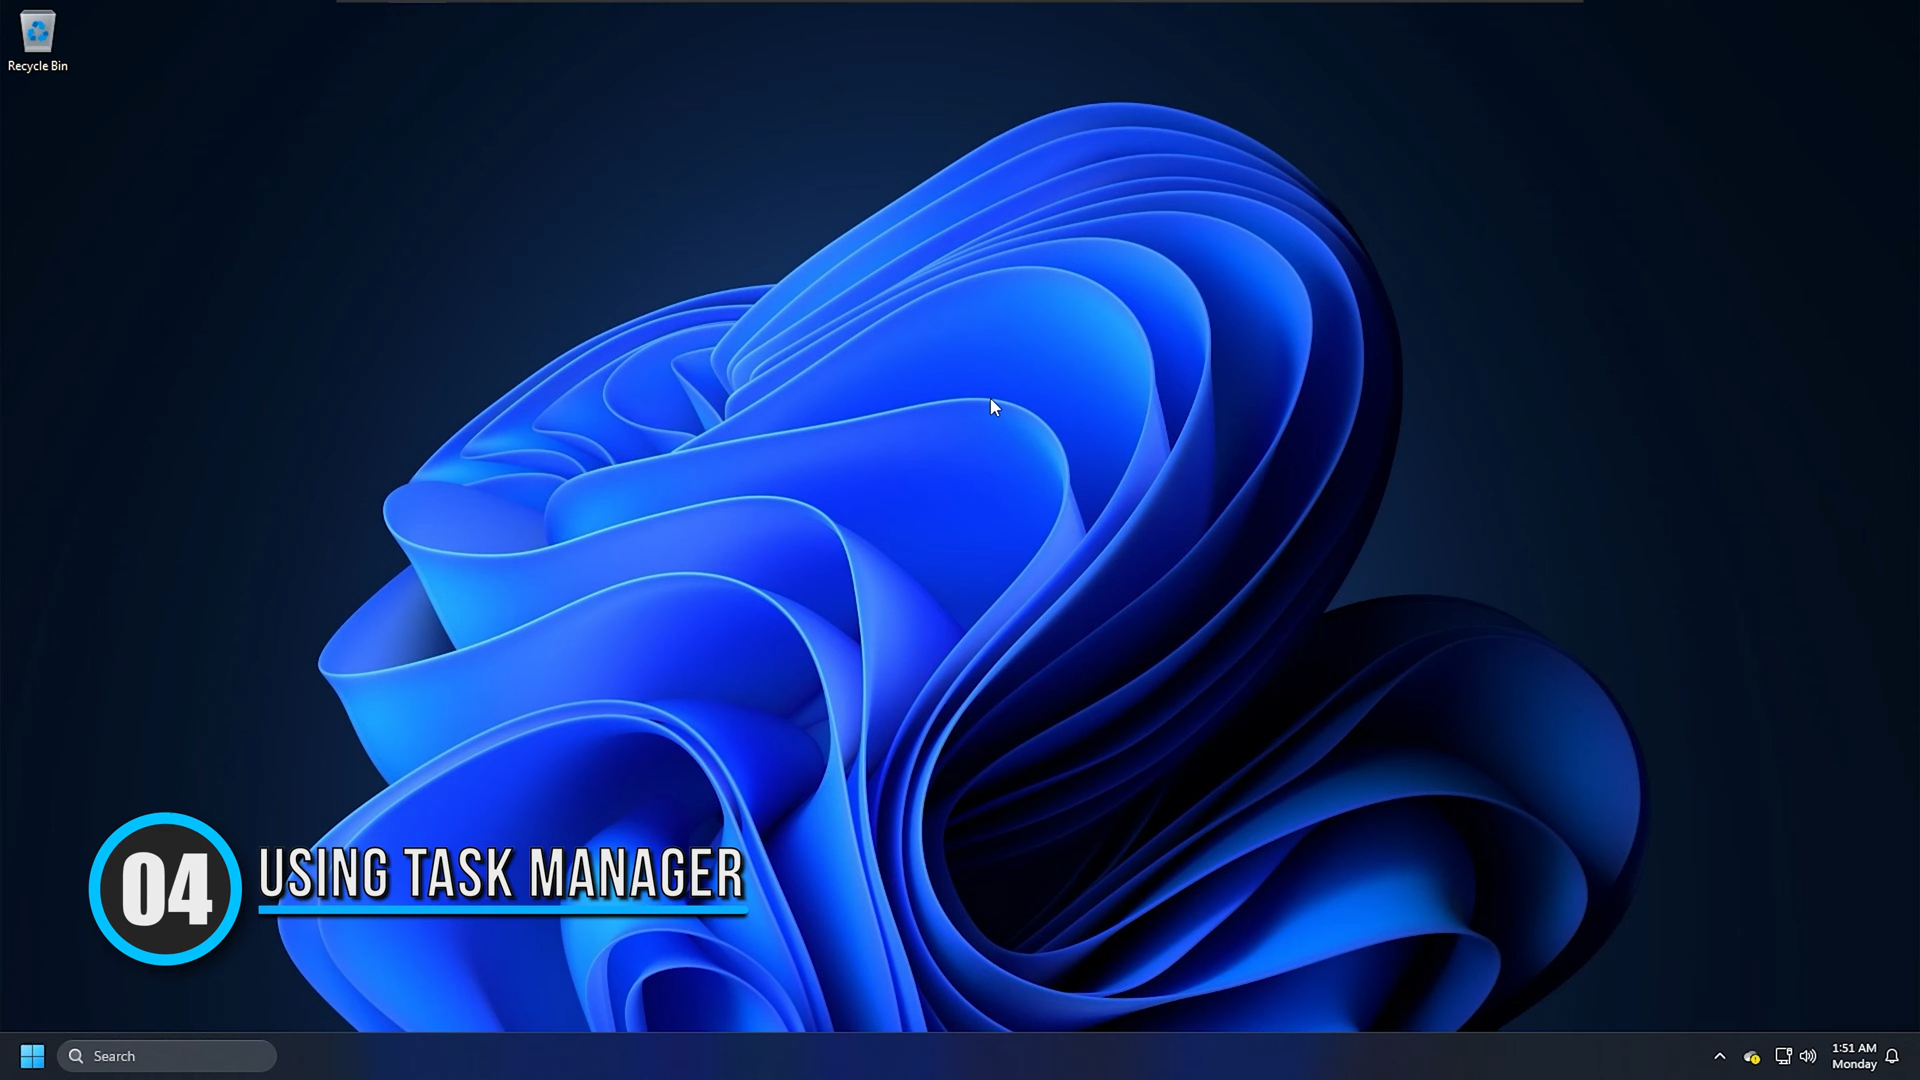 Recycle Bin
04
USING TASK MANAGER
Search
1:51 AM
Monday